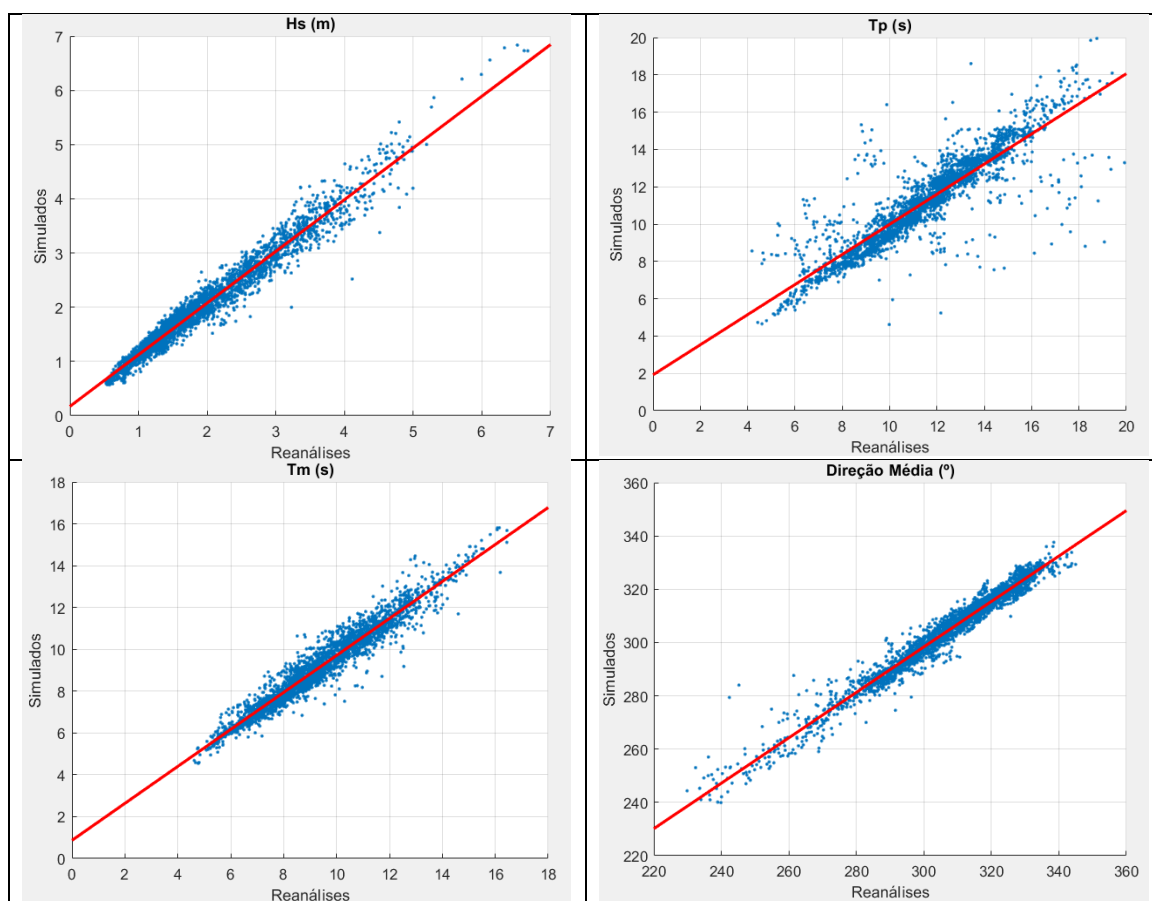 Hs (m)
7
6
5
4
3
2
1
0
0 1 2 3 4 5 6 7
Simulados
Reanálises
Tp (s)
20
18
16
14
12
10
8
6
4
2
0
0 2 4 6 8 10 12 14 16 18 20
Simulados
Reanálises
Tm (s)
18
16
14
12
10
8
6
4
2
0
0 2 4 6 8 10 12 14 16 18
Simulados
Reanálises
Direção Média (º)
360
340
320
300
280
260
240
220
220 240 260 280 300 320 340 360
Simulados
Reanálises